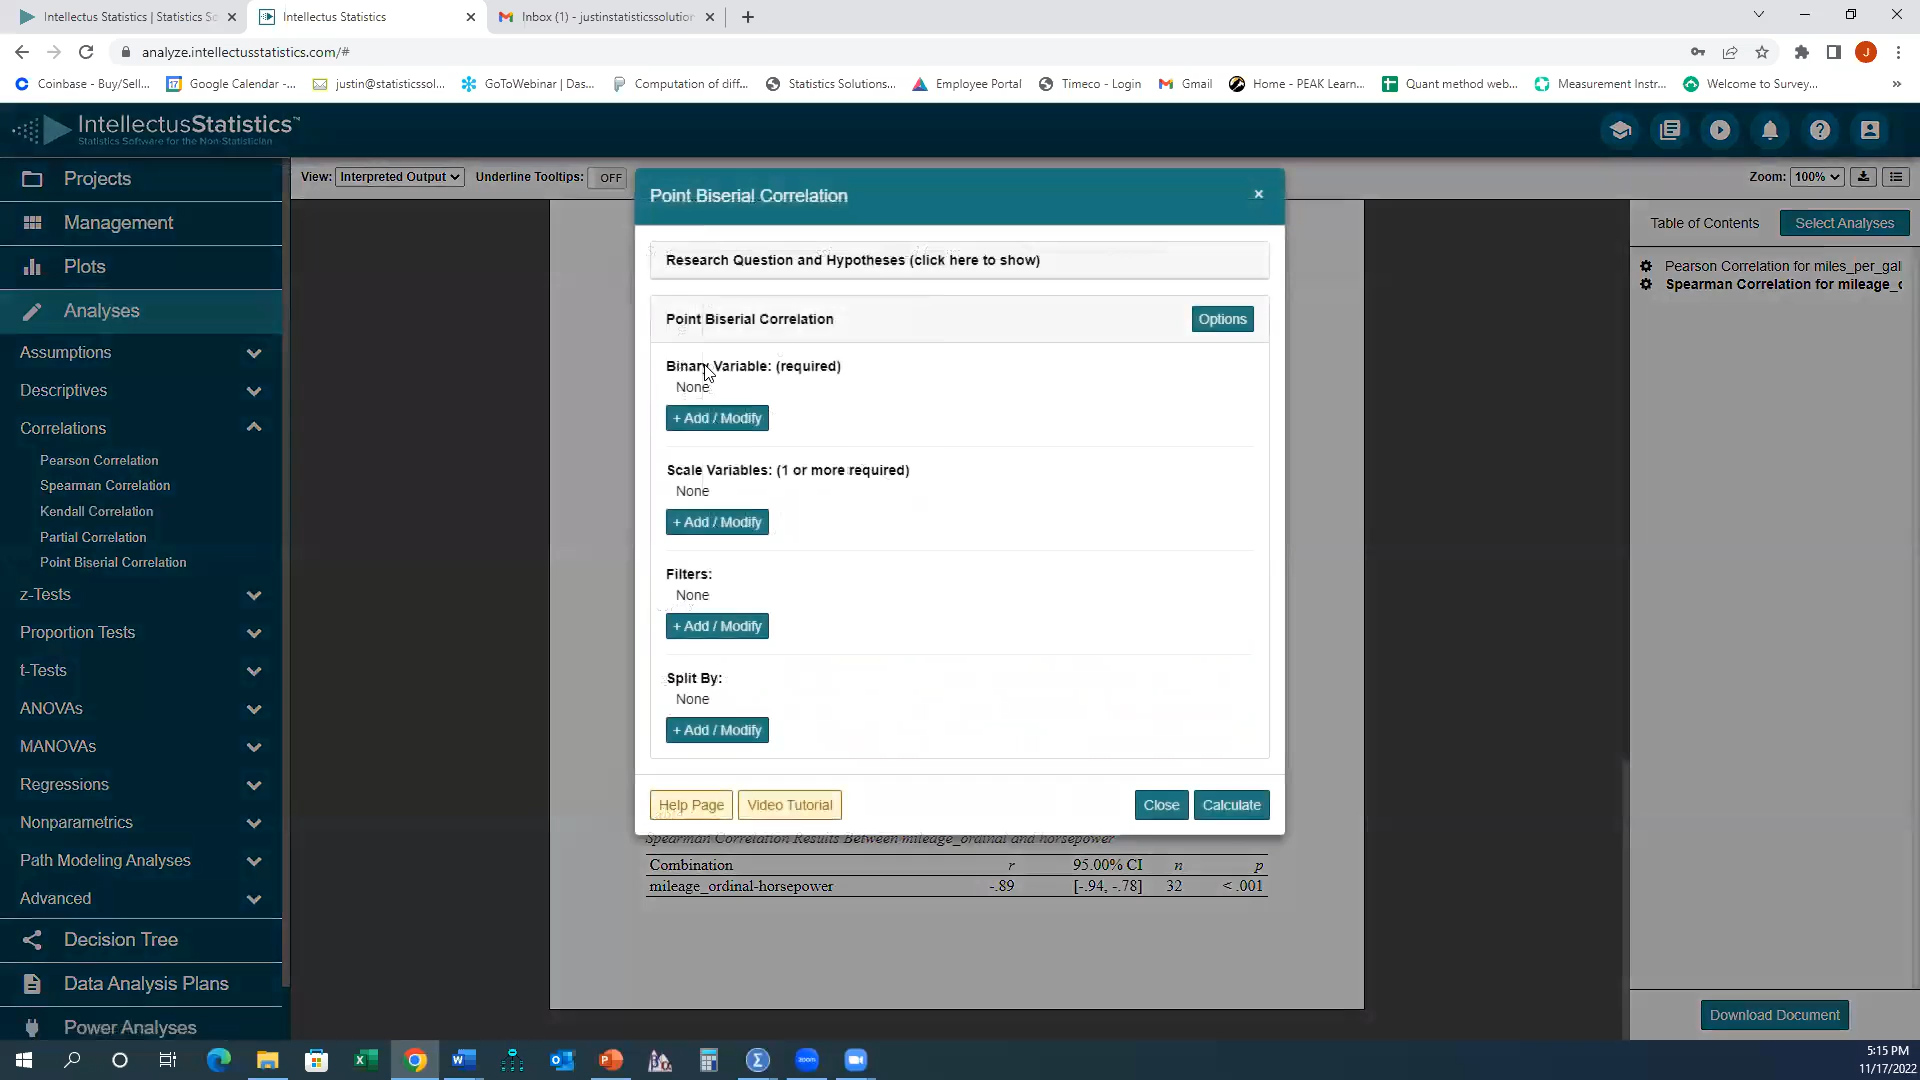 Intellectus Statistics | Statistics So
Intellectus Statistics
Inbox (1) - justinstatisticssolution
analyze.intellectusstatistics.com/#
J
Coinbase - Buy/Sell...
Google Calendar -...
justin@statisticssol...
GoToWebinar | Das...
Computation of diff...
Statistics Solutions...
Employee Portal
Timeco - Login
Gmail
Home - PEAK Learn...
Quant method web...
Measurement Instr...
Welcome to Survey...
IntellectusStatistics™
Statistics Software for the Non-Statistician
Projects
Management
Plots
Analyses
Assumptions
Descriptives
Correlations
Pearson Correlation
Spearman Correlation
Kendall Correlation
Partial Correlation
Point Biserial Correlation
z-Tests
Proportion Tests
t-Tests
ANOVAs
MANOVAs
Regressions
Nonparametrics
Path Modeling Analyses
Advanced
Decision Tree
Data Analysis Plans
Power Analyses
View: Interpreted Output Underline Tooltips: OFF
Zoom: 100%
Point Biserial Correlation ×
Research Question and Hypotheses (click here to show)
Point Biserial Correlation Options
Binary Variable: (required)
None
+ Add / Modify
Scale Variables: (1 or more required)
None
+ Add / Modify
Filters:
None
+ Add / Modify
Split By:
None
+ Add / Modify
Help Page Video Tutorial Close Calculate
Spearman Correlation Results Between mileage_ordinal and horsepower
Combination r 95.00% CI n p
mileage_ordinal-horsepower -.89 [-.94, -.78] 32 < .001
Table of Contents Select Analyses
Pearson Correlation for miles_per_gal
Spearman Correlation for mileage_o
Download Document
5:15 PM
11/17/2022